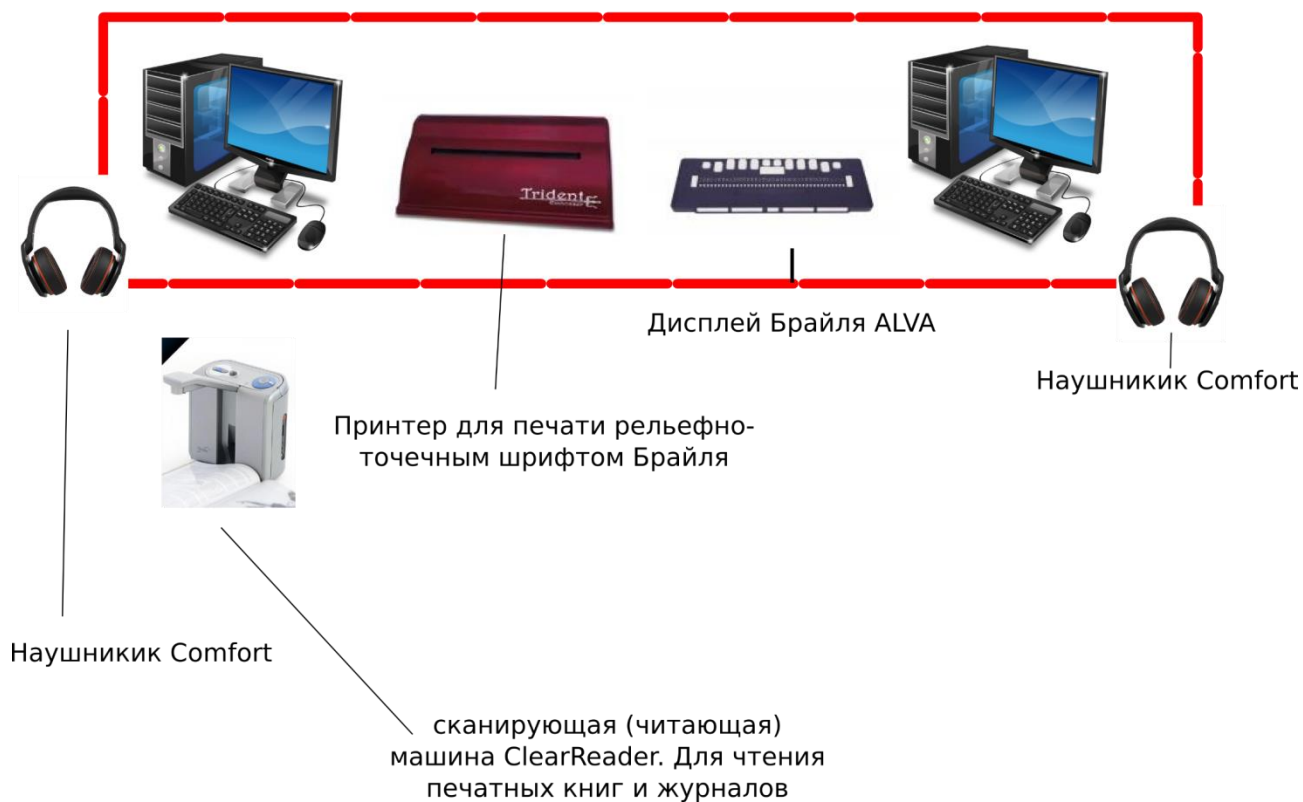 Trident
Дисплей Брайля ALVA
Наушникик Comfort
Принтер для печати рельефно-
точечным шрифтом Брайля
Наушникик Comfort
сканирующая (читающая)
машина ClearReader. Для чтения
печатных книг и журналов